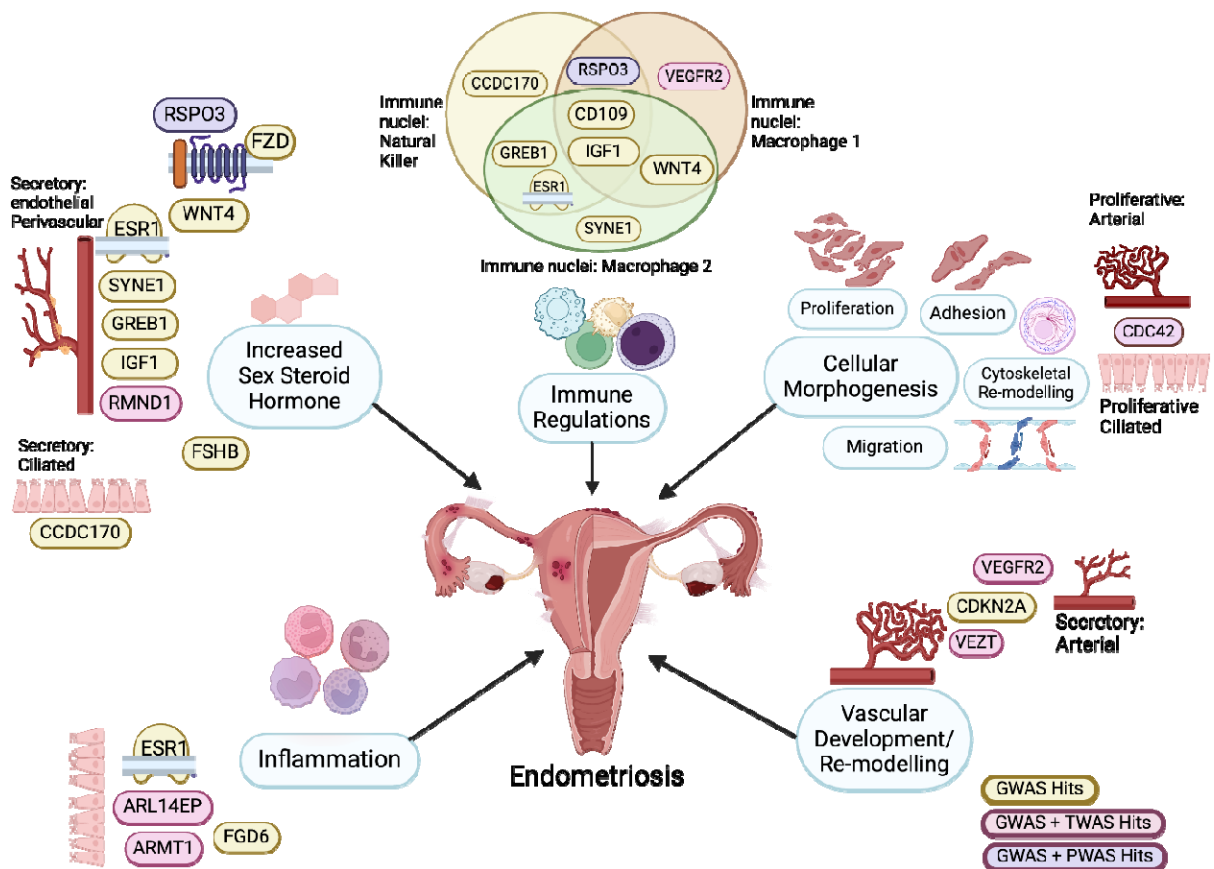 RSPO3
CCDC170
VEGFR2
Immune
nuclei:
Natural
Killer
CD109
Immune
nuclei:
Macrophage 1
GREB1
IGF1
WNT4
ESR1
SYNE1
Immune nuclei: Macrophage 2
RSPO3
FZD
WNT4
Secretory:
endothelial
Perivascular
ESR1
SYNE1
GREB1
IGF1
RMND1
FSHB
Secretory:
Ciliated
CCDC170
Increased
Sex Steroid
Hormone
Immune
Regulations
Proliferation
Adhesion
Cellular
Morphogenesis
Cytoskeletal
Re-modelling
Migration
Proliferative:
Arterial
CDC42
Proliferative
Ciliated
VEGFR2
CDKN2A
VEZT
Secretory:
Arterial
Vascular
Development/
Re-modelling
Inflammation
Endometriosis
ESR1
ARL14EP
ARMT1
FGD6
GWAS Hits
GWAS + TWAS Hits
GWAS + PWAS Hits